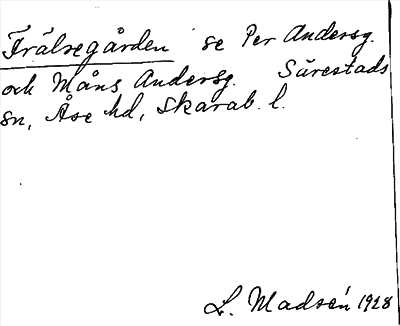 Frälsegården se Per Andersg.
och Måns Andersg. Särestads
sn, Åse hd, Skarab. l.
L. Madsén 1928